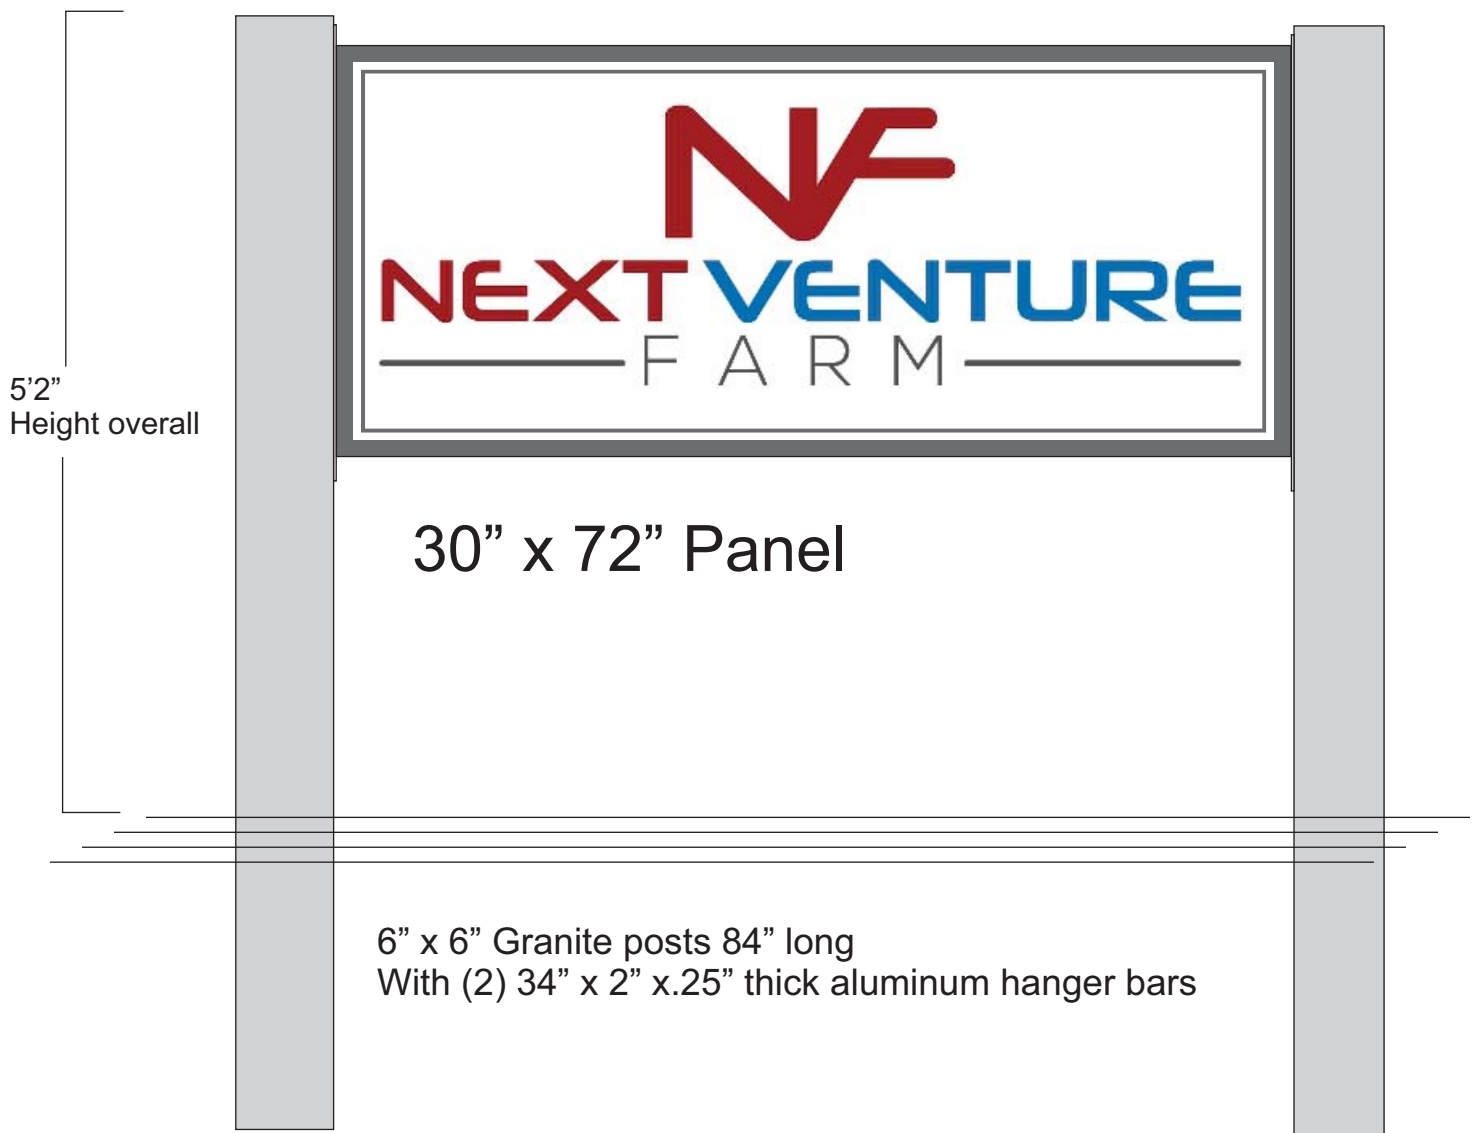 NVF
NEXT VENTURE
FARM
5’2”
Height overall
30” x 72” Panel
6” x 6” Granite posts 84” long
With (2) 34” x 2” x.25” thick aluminum hanger bars